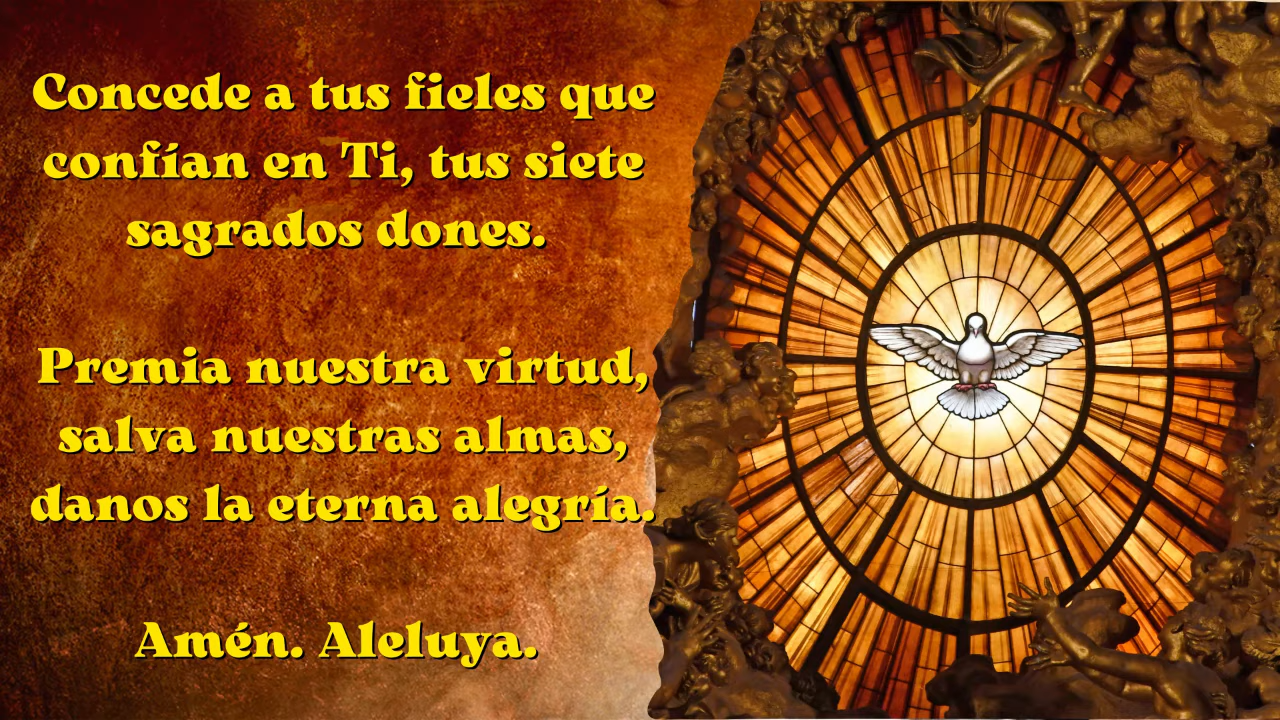 Concede a tus fieles que
confían en Ti, tus siete
sagrados dones.
Premia nuestra virtud,
salva nuestras almas,
danos la eterna alegría.
Amén. Aleluya.